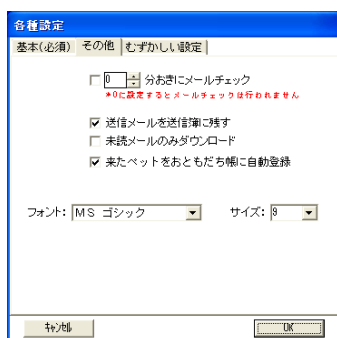 各種設定
基本(必須) その他 むずかしい設定
0 分おきにメールチェック
*0に設定するとメールチェックは行われません
送信メールを送信簿に残す
未読メールのみダウンロード
来たペットをおともだち帳に自動登録
フォント: MS ゴシック サイズ: 9
キャンセル OK